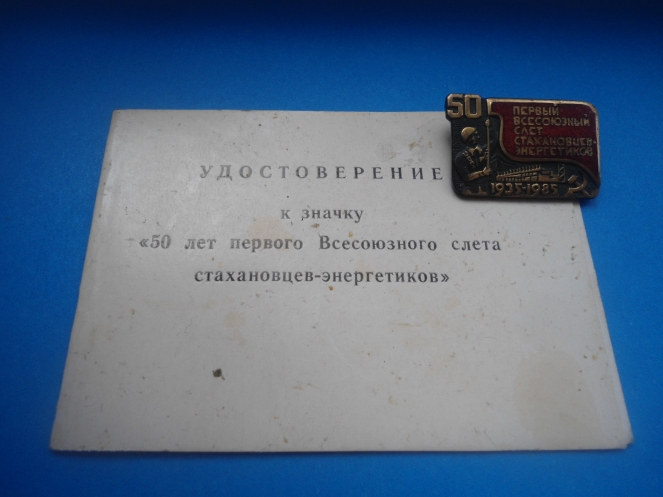 УДОСТОВЕРЕНИЕ
к значку
«50 лет первого Всесоюзного слета
стахановцев-энергетиков»
50
ПЕРВЫЙ
ВСЕСОЮЗНЫЙ
СЛЕТ
СТАХАНОВЦЕВ-
ЭНЕРГЕТИКОВ
1935-1985